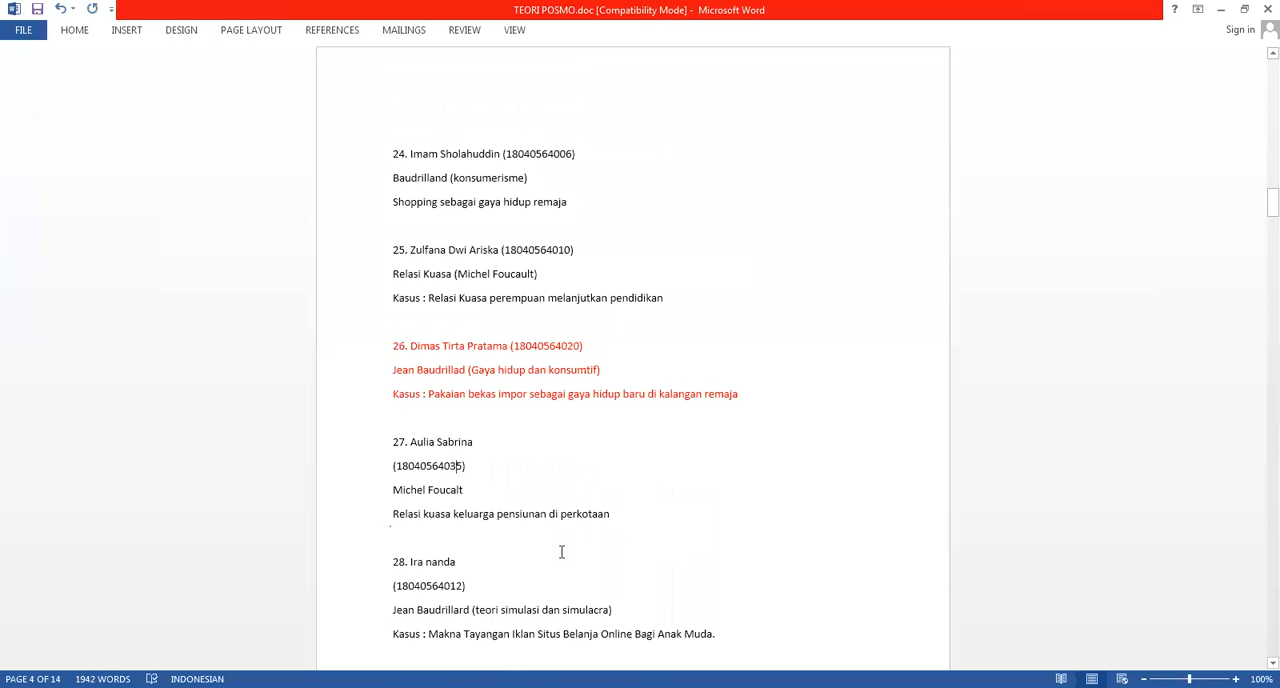 TEORI POSMO.doc [Compatibility Mode] - Microsoft Word
FILE HOME INSERT DESIGN PAGE LAYOUT REFERENCES MAILINGS REVIEW VIEW Sign in
24. Imam Sholahuddin (18040564006)
Baudrilland (konsumerisme)
Shopping sebagai gaya hidup remaja
25. Zulfana Dwi Ariska (18040564010)
Relasi Kuasa (Michel Foucault)
Kasus : Relasi Kuasa perempuan melanjutkan pendidikan
26. Dimas Tirta Pratama (18040564020)
Jean Baudrillad (Gaya hidup dan konsumtif)
Kasus : Pakaian bekas impor sebagai gaya hidup baru di kalangan remaja
27. Aulia Sabrina
(18040564035)
Michel Foucalt
Relasi kuasa keluarga pensiunan di perkotaan
28. Ira nanda
(18040564012)
Jean Baudrillard (teori simulasi dan simulacra)
Kasus : Makna Tayangan Iklan Situs Belanja Online Bagi Anak Muda.
PAGE 4 OF 14 1942 WORDS INDONESIAN 100%